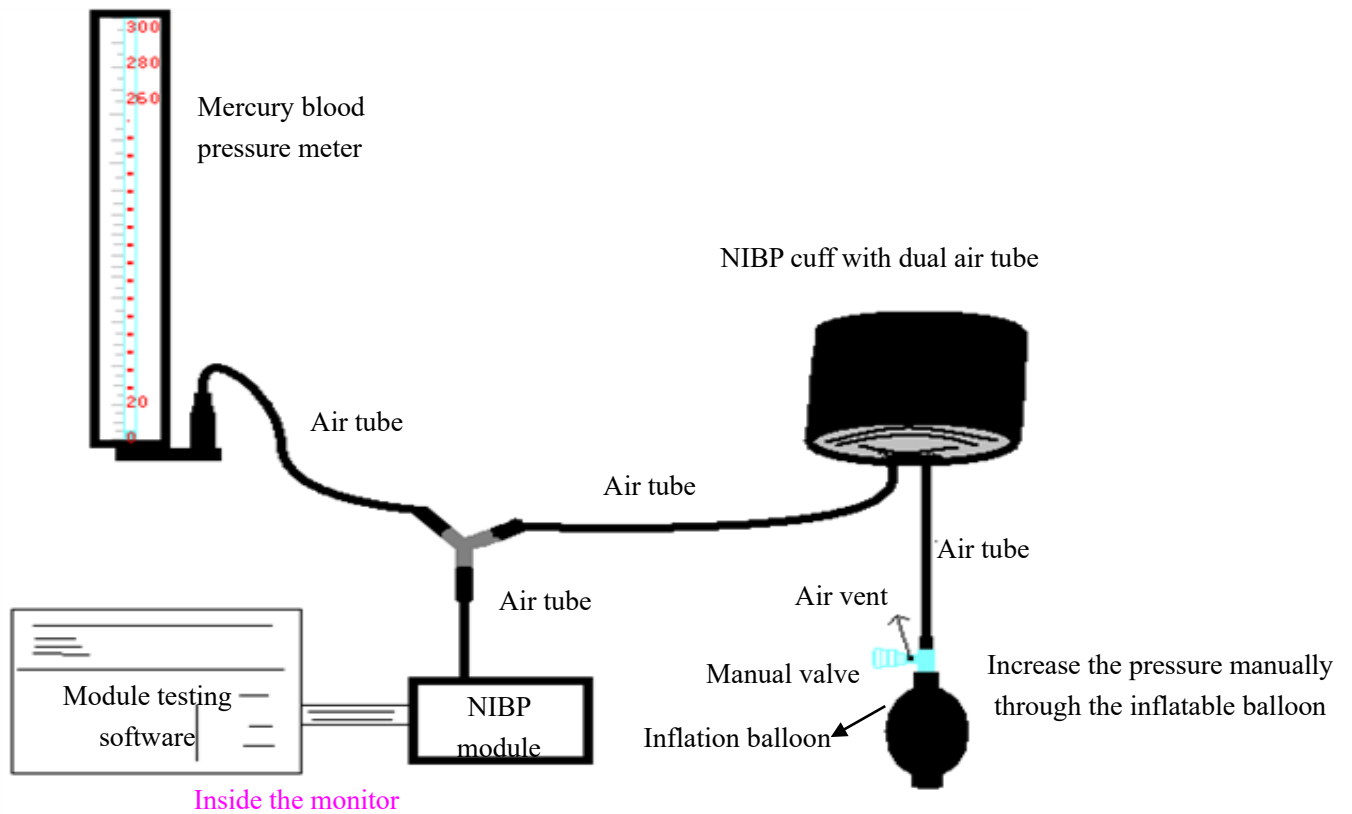 300
280
260
Mercury blood
pressure meter
NIBP cuff with dual air tube
20
0
Air tube
Air tube
Air tube
Air tube
Air vent
Manual valve
Increase the pressure manually
through the inflatable balloon
Inflation balloon
Module testing
software
NIBP
module
Inside the monitor